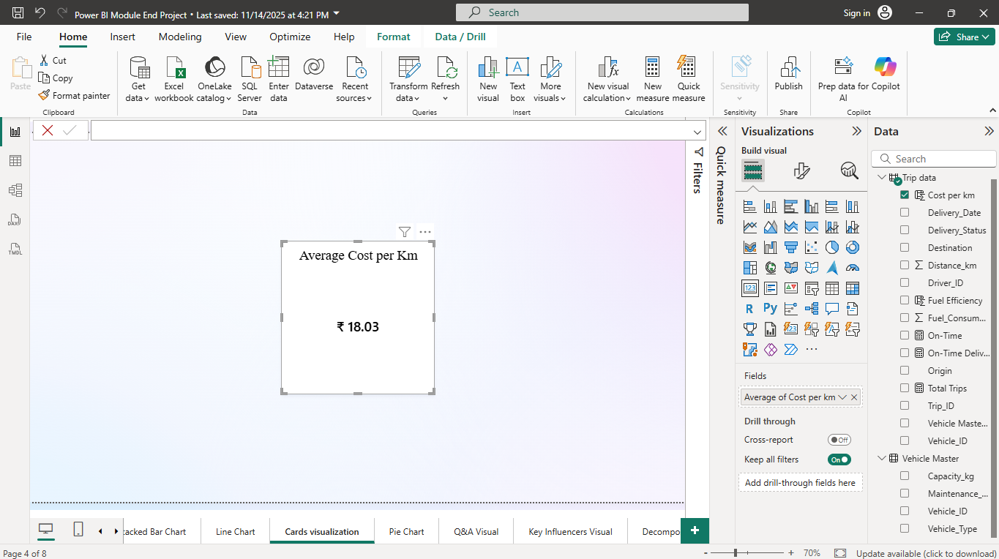 Power BI Module End Project • Last saved: 11/14/2025 at 4:21 PM
Search
Sign in
File
Home
Insert
Modeling
View
Optimize
Help
Format
Data / Drill
Share
Paste
Cut
Copy
Format painter
Clipboard
Get data
Excel workbook
OneLake catalog
SQL Server
Enter data
Dataverse
Recent sources
Data
Transform data
Refresh
Queries
New visual
Text box
More visuals
Insert
New visual calculation
New measure
Quick measure
Calculations
Sensitivity
Sensitivity
Publish
Share
Prep data for AI
Copilot
Copilot
Average Cost per Km
₹ 18.03
Filters
Quick measure
Visualizations
Build visual
123
R
Py
123
Fields
Average of Cost per km
Drill through
Cross-report
Off
Keep all filters
On
Add drill-through fields here
Data
Search
Trip data
Cost per km
Delivery_Date
Delivery_Status
Destination
Distance_km
Driver_ID
Fuel Efficiency
Fuel_Consum...
On-Time
On-Time Deliv...
Origin
Total Trips
Trip_ID
Vehicle Maste...
Vehicle_ID
Vehicle Master
Capacity_kg
Maintenance_...
Vehicle_ID
Vehicle_Type
DAX
TMDL
tacked Bar Chart
Line Chart
Cards visualization
Pie Chart
Q&A Visual
Key Influencers Visual
Decompo
+
Page 4 of 8
- + 70%
Update available (click to download)